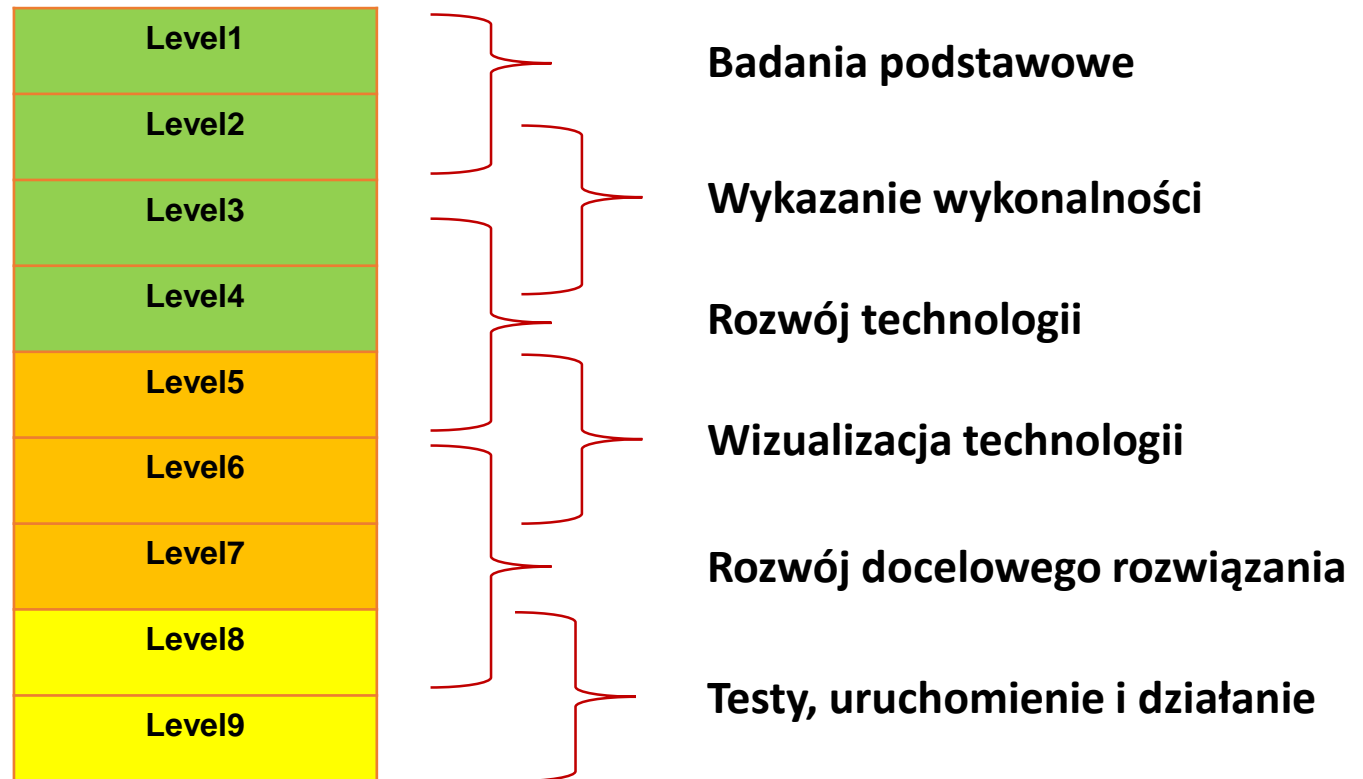 Level1
Level2
Level3
Level4
Level5
Level6
Level7
Level8
Level9
Badania podstawowe
Wykazanie wykonalności
Rozwój technologii
Wizualizacja technologii
Rozwój docelowego rozwiązania
Testy, uruchomienie i działanie